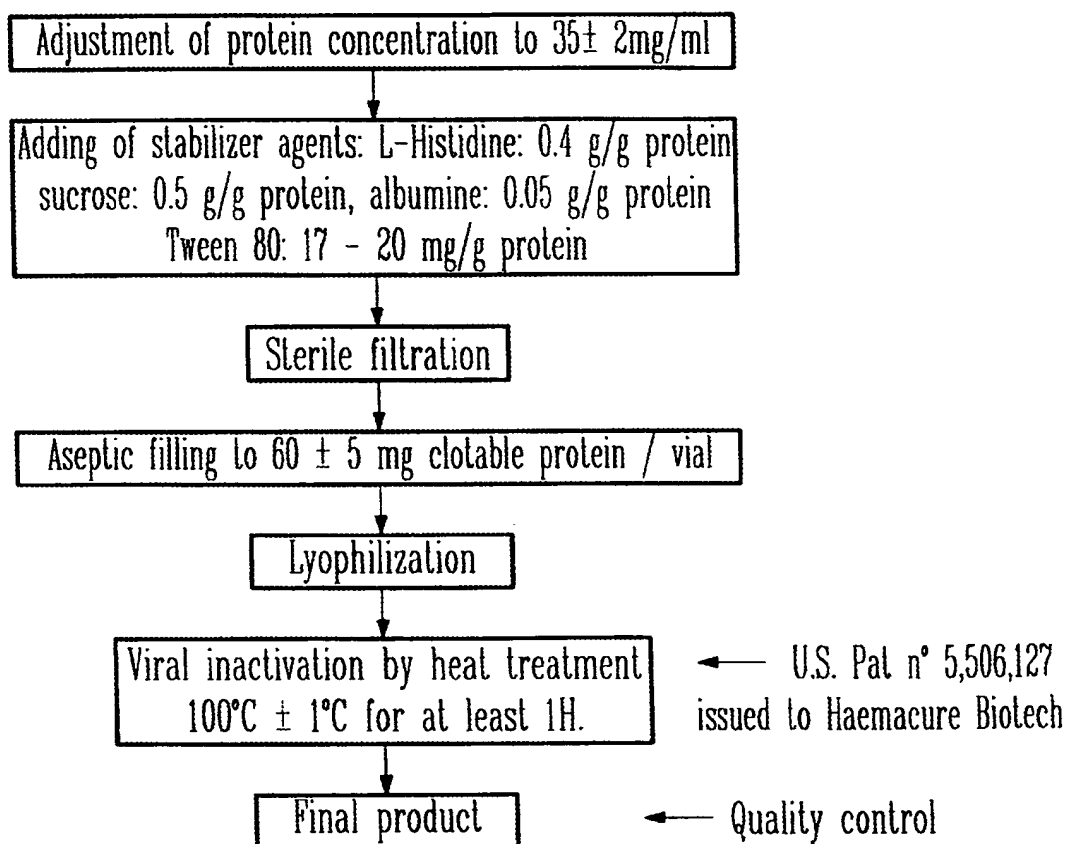 Adjustment of protein concentration to 35± 2mg/ml
Adding of stabilizer agents: L-Histidine: 0.4 g/g protein
sucrose: 0.5 g/g protein, albumine: 0.05 g/g protein
Tween 80: 17 - 20 mg/g protein
Sterile filtration
Aseptic filling to 60 ± 5 mg clotable protein / vial
Lyophilization
Viral inactivation by heat treatment
100°C ± 1°C for at least 1H.
U.S. Pat n° 5,506,127
issued to Haemacure Biotech
Final product
Quality control